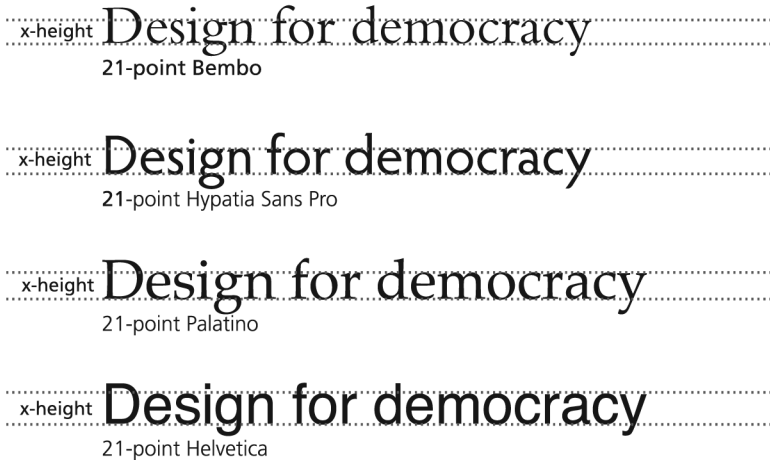 x-height Design for democracy
21-point Bembo
x-height Design for democracy
21-point Hypatia Sans Pro
x-height Design for democracy
21-point Palatino
x-height Design for democracy
21-point Helvetica